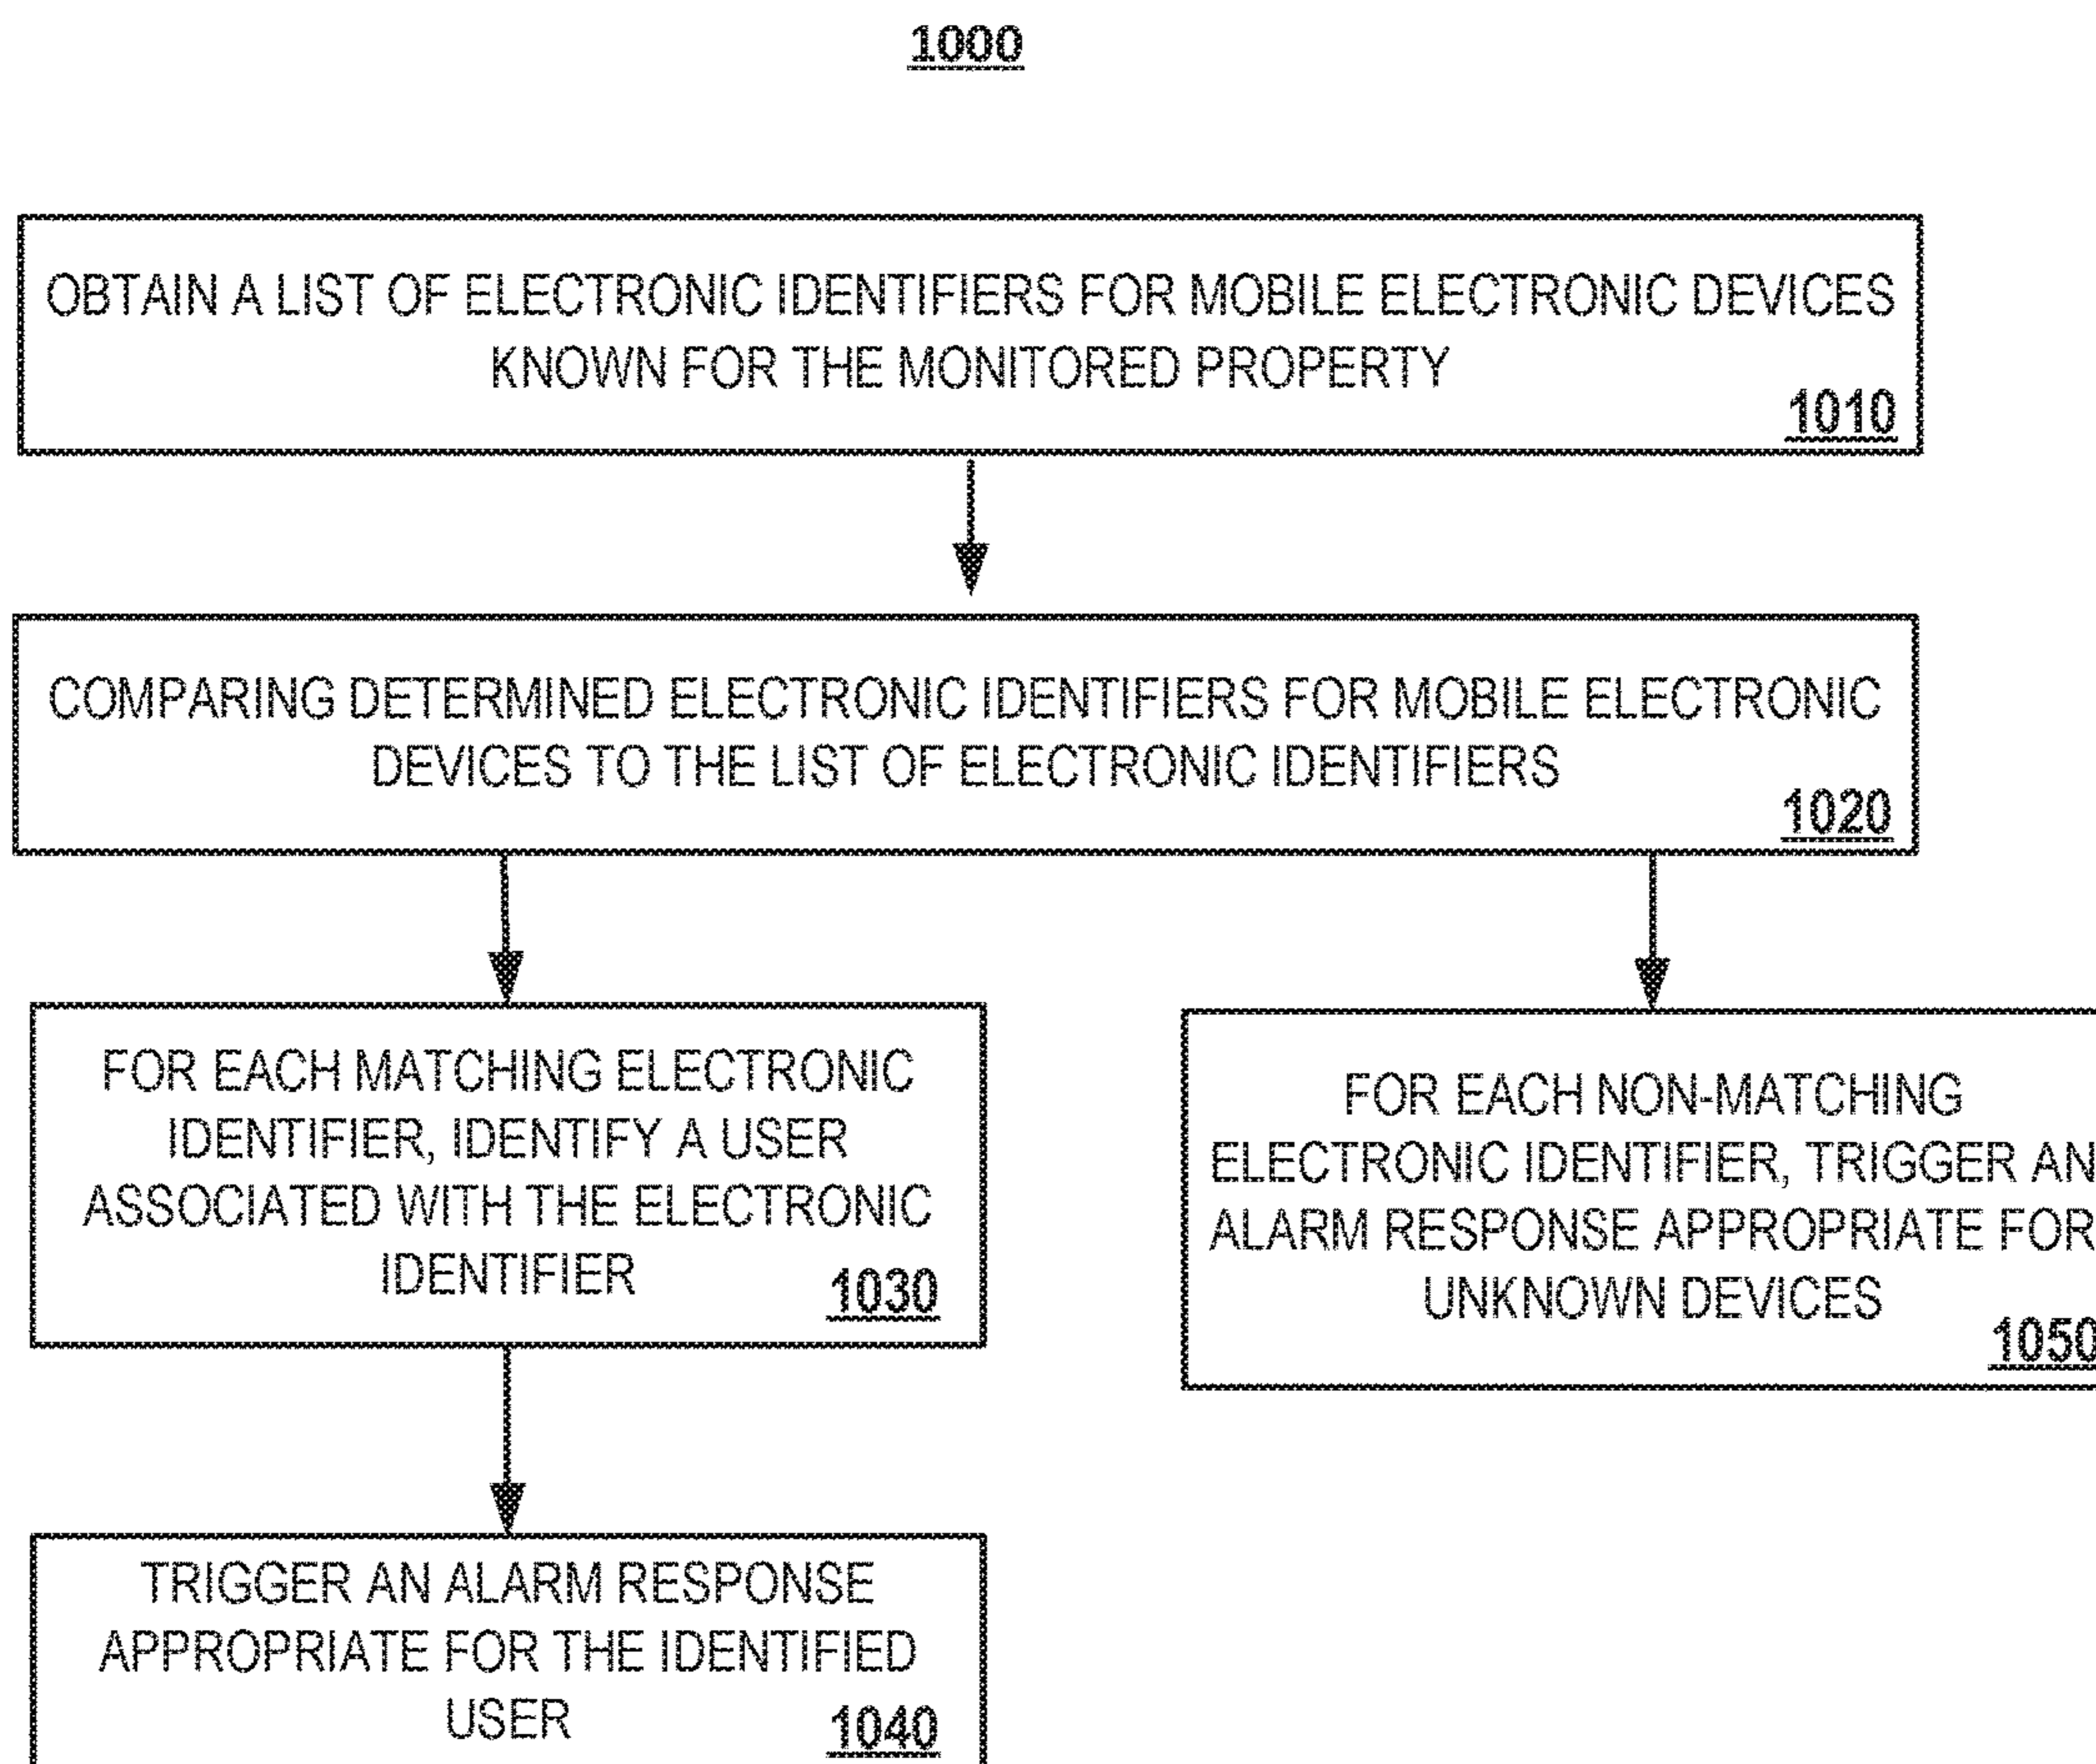 1000
OBTAIN A LIST OF ELECTRONIC IDENTIFIERS FOR MOBILE ELECTRONIC DEVICES
KNOWN FOR THE MONITORED PROPERTY
1010
COMPARING DETERMINED ELECTRONIC IDENTIFIERS FOR MOBILE ELECTRONIC
DEVICES TO THE LIST OF ELECTRONIC IDENTIFIERS
1020
FOR EACH MATCHING ELECTRONIC
IDENTIFIER, IDENTIFY A USER
ASSOCIATED WITH THE ELECTRONIC
IDENTIFIER
1030
FOR EACH NON-MATCHING
ELECTRONIC IDENTIFIER, TRIGGER AN
ALARM RESPONSE APPROPRIATE FOR
UNKNOWN DEVICES
1050
TRIGGER AN ALARM RESPONSE
APPROPRIATE FOR THE IDENTIFIED
USER
1040